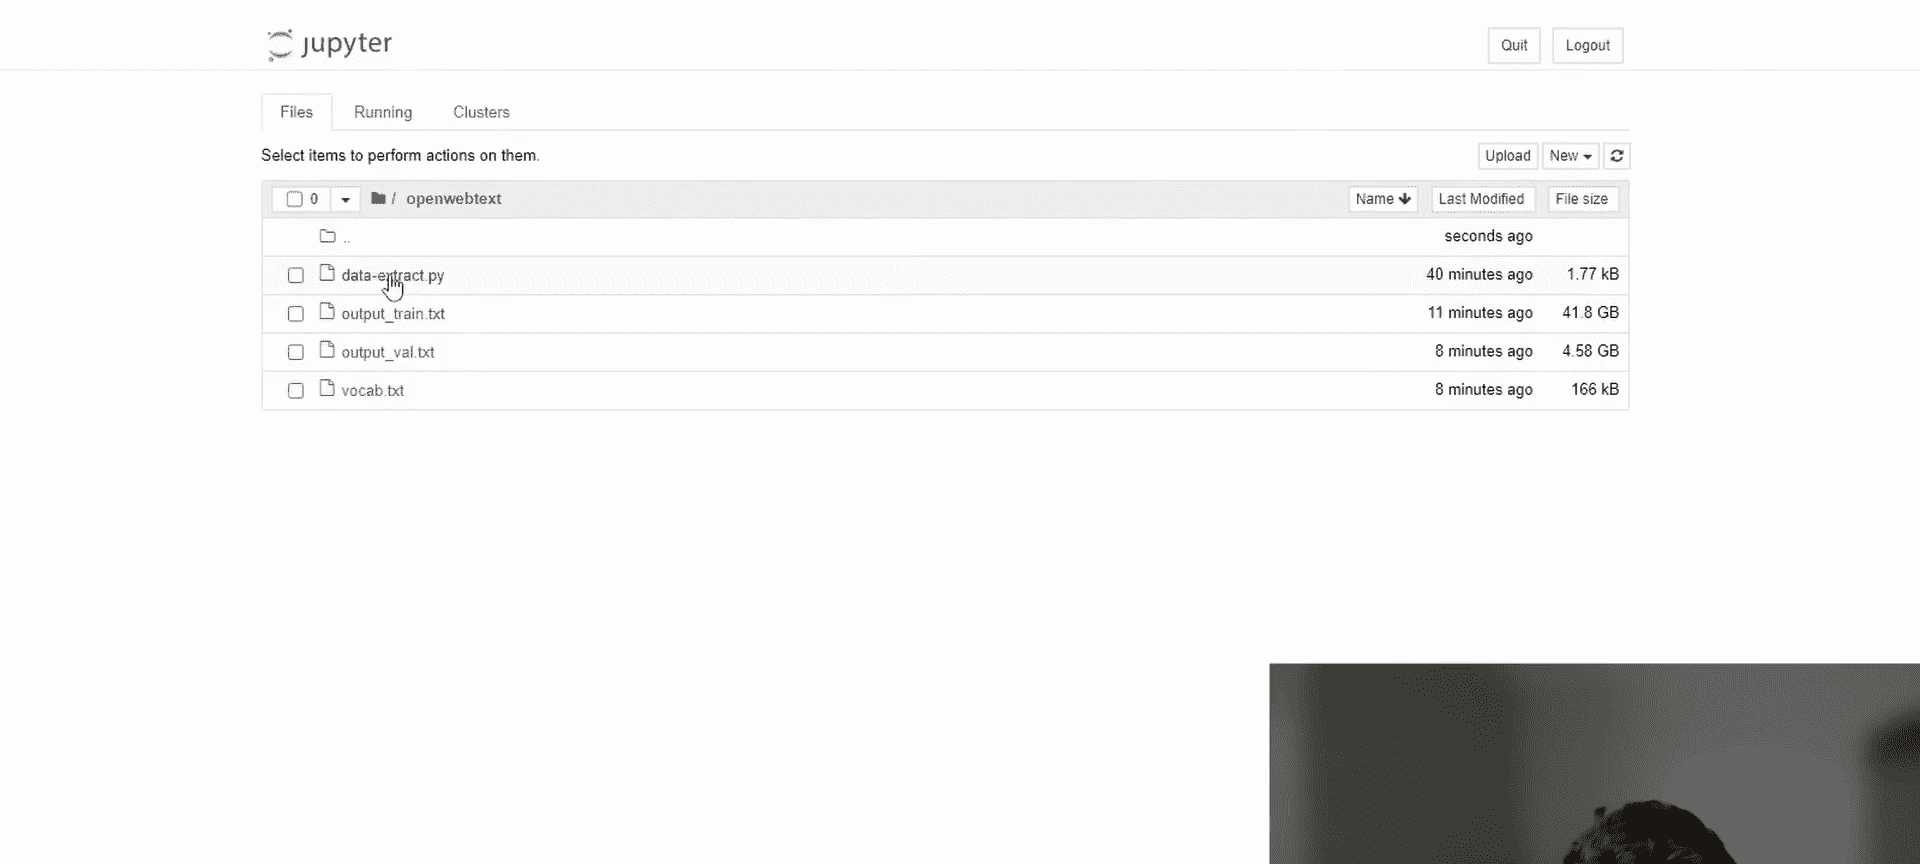 jupyter
Quit Logout
Files Running Clusters
Select items to perform actions on them.
Upload New
0 / openwebtext Name Last Modified File size
.. seconds ago
data-extract.py 40 minutes ago 1.77 kB
output_train.txt 11 minutes ago 41.8 GB
output_val.txt 8 minutes ago 4.58 GB
vocab.txt 8 minutes ago 166 kB